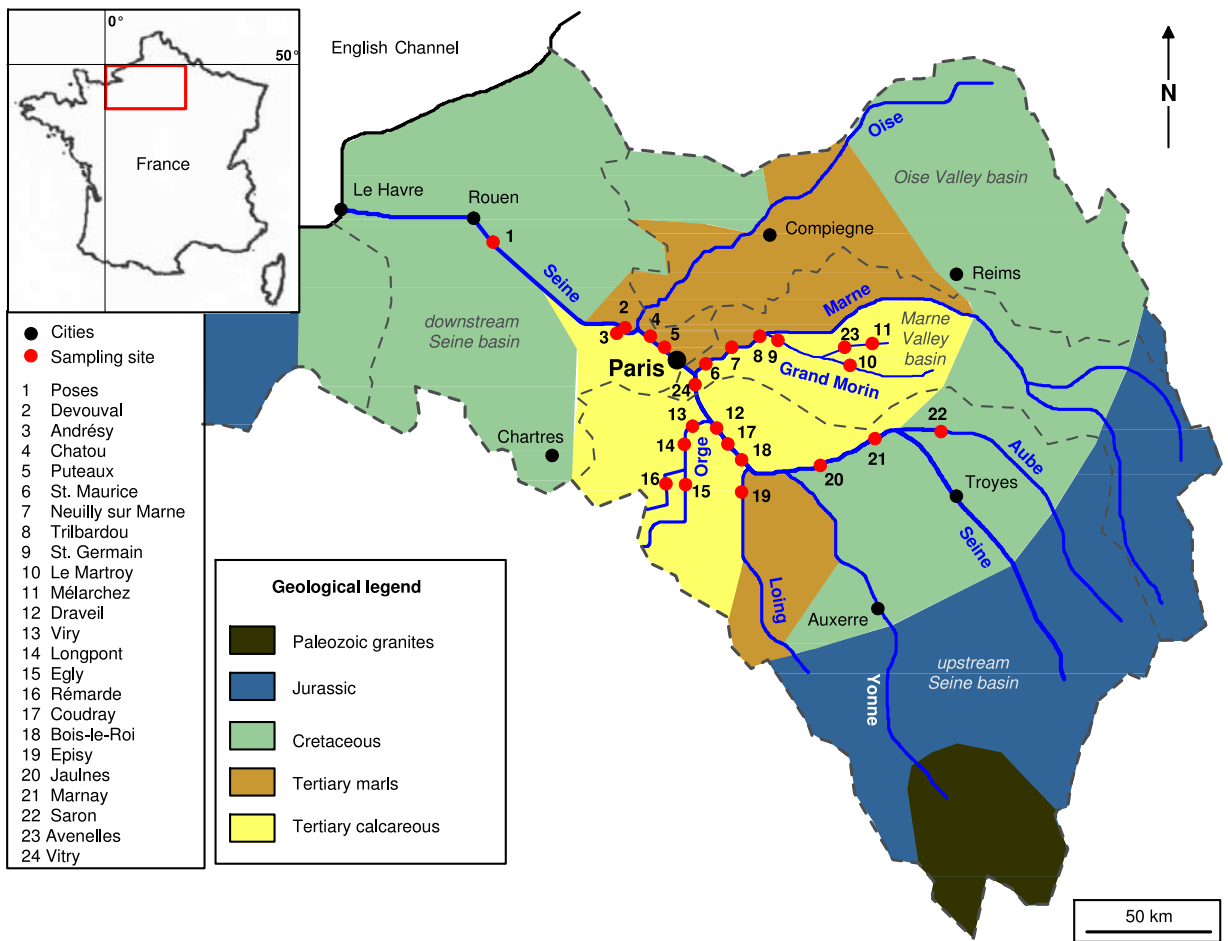 0°
50°
France
English Channel
N
Oise
Oise Valley basin
Le Havre
Rouen
1
Compiegne
Seine
Reims
Marne
downstream
Seine basin
2
3
4
5
Paris
6
7
8
9
23
11
10
Marne
Valley
basin
Grand Morin
24
Chartres
13
12
14
17
18
Orge
16
15
19
20
21
22
Aube
Troyes
Seine
Loing
Auxerre
Yonne
upstream
Seine basin
Cities
Sampling site
1 Poses
2 Devouval
3 Andrésy
4 Chatou
5 Puteaux
6 St. Maurice
7 Neuilly sur Marne
8 Trilbardou
9 St. Germain
10 Le Martroy
11 Mélarchez
12 Draveil
13 Viry
14 Longpont
15 Egly
16 Rémarde
17 Coudray
18 Bois-le-Roi
19 Episy
20 Jaulnes
21 Marnay
22 Saron
23 Avenelles
24 Vitry
Geological legend
Paleozoic granites
Jurassic
Cretaceous
Tertiary marls
Tertiary calcareous
50 km